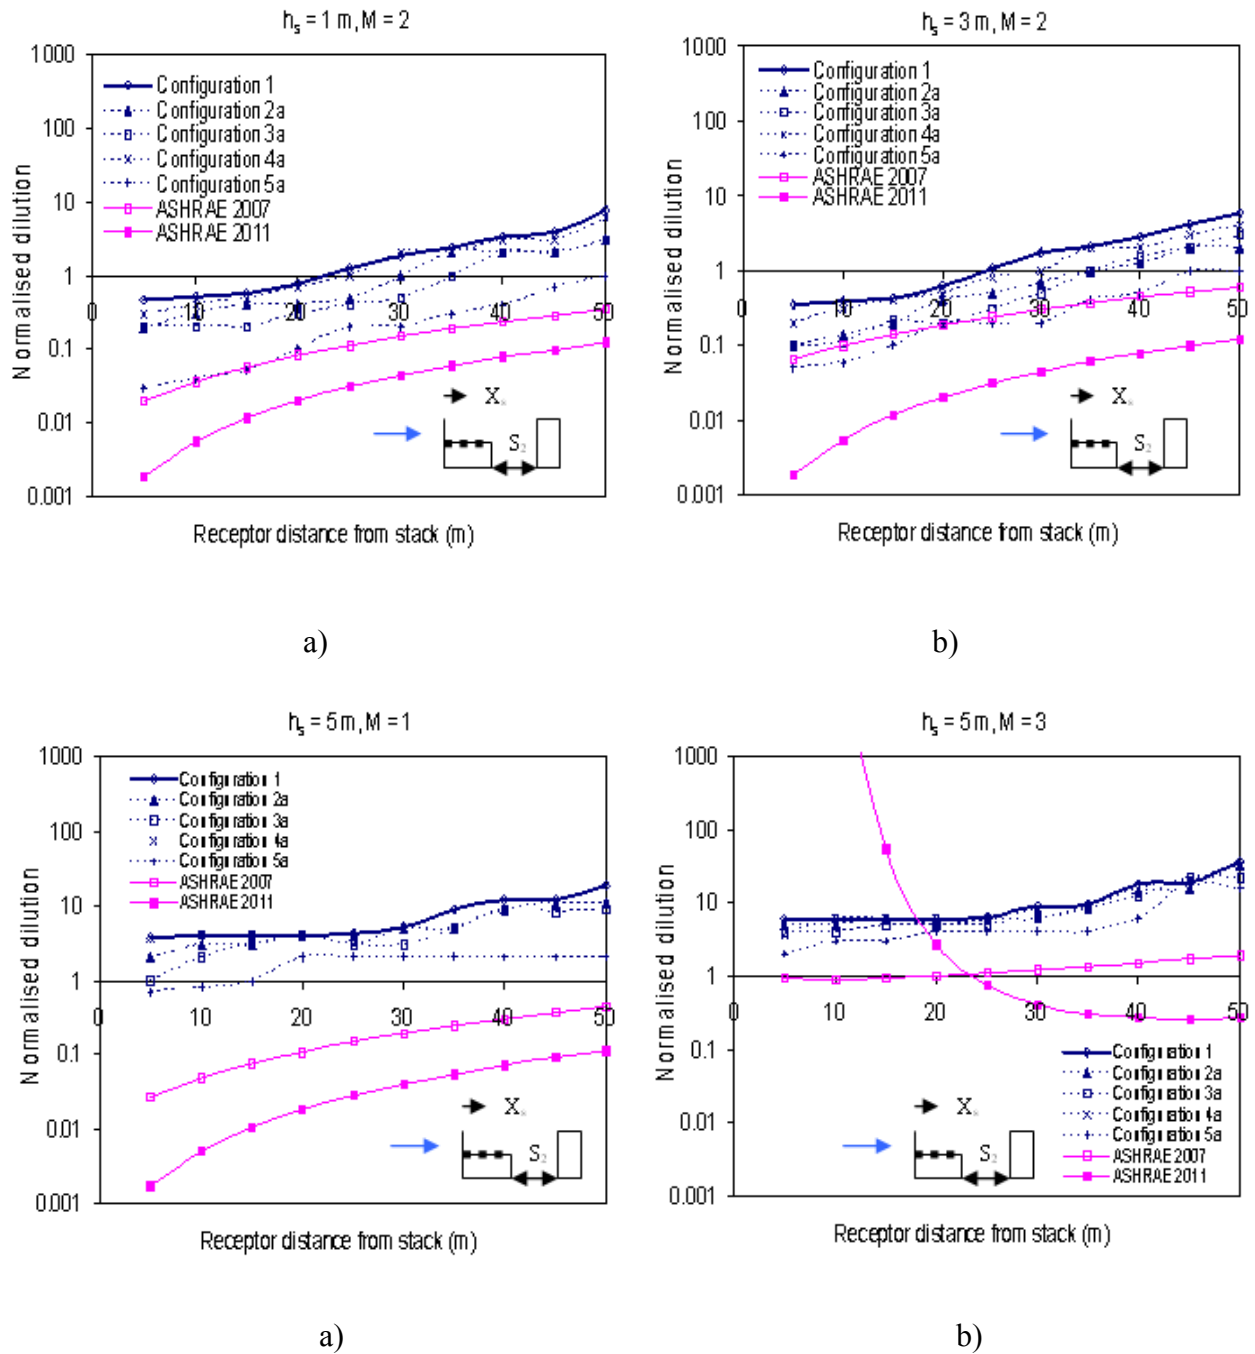 hs = 1 m, M = 2
1000
100
10
1
0.1
0.01
0.001
Normalised dilution
Configuration 1
Configuration 2a
Configuration 3a
Configuration 4a
Configuration 5a
ASHRAE 2007
ASHRAE 2011
0 10 20 30 40 50
Xs
S2
Receptor distance from stack (m)
a)
hs = 3 m, M = 2
1000
100
10
1
0.1
0.01
0.001
Normalised dilution
Configuration 1
Configuration 2a
Configuration 3a
Configuration 4a
Configuration 5a
ASHRAE 2007
ASHRAE 2011
0 10 20 30 40 50
Xs
S2
Receptor distance from stack (m)
b)
hs = 5 m, M = 1
1000
100
10
1
0.1
0.01
0.001
Normalised dilution
Configuration 1
Configuration 2a
Configuration 3a
Configuration 4a
Configuration 5a
ASHRAE 2007
ASHRAE 2011
0 10 20 30 40 50
Xs
S2
Receptor distance from stack (m)
a)
hs = 5 m, M = 3
1000
100
10
1
0.1
0.01
0.001
Normalised dilution
0 10 20 30 40 50
Configuration 1
Configuration 2a
Configuration 3a
Configuration 4a
Configuration 5a
ASHRAE 2007
ASHRAE 2011
Xs
S2
Receptor distance from stack (m)
b)